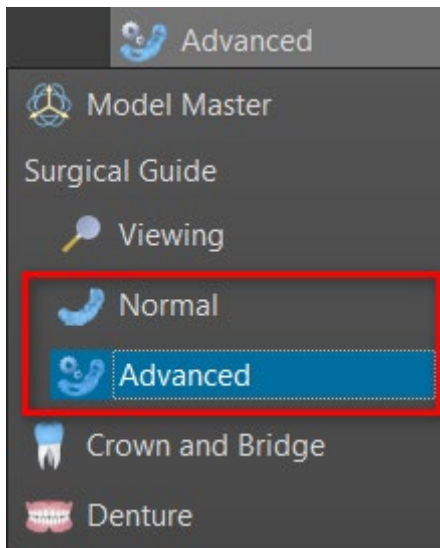 Advanced
Model Master
Surgical Guide
Viewing
Normal
Advanced
Crown and Bridge
Denture